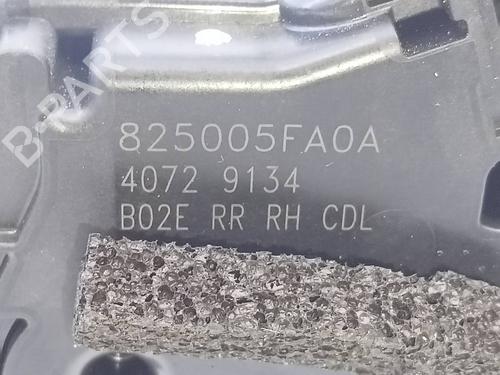 B-PARTS
825005FA0A
4072 9134
B02E RR RH CDL